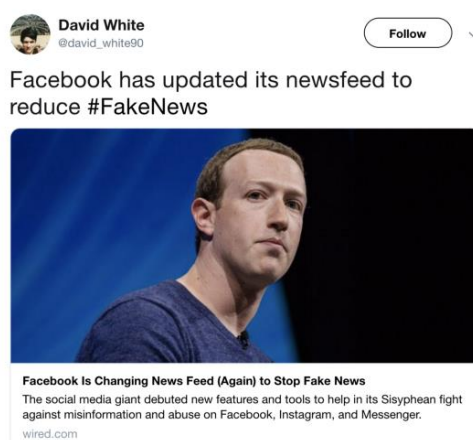 David White
@david_white90
Follow
Facebook has updated its newsfeed to
reduce #FakeNews
Facebook Is Changing News Feed (Again) to Stop Fake News
The social media giant debuted new features and tools to help in its Sisyphean fight
against misinformation and abuse on Facebook, Instagram, and Messenger.
wired.com